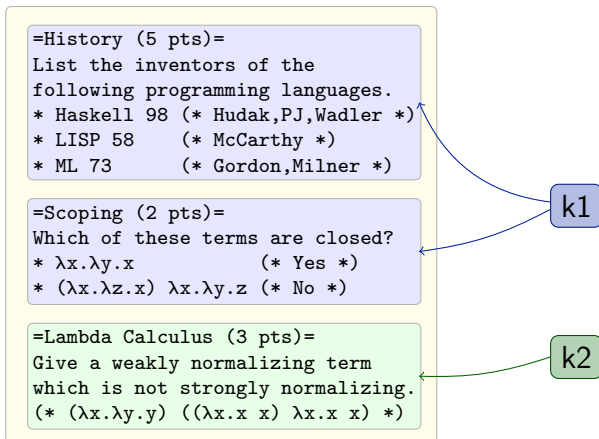 =History (5 pts)=
List the inventors of the
following programming languages.
* Haskell 98 (* Hudak,PJ,Wadler *)
* LISP 58    (* McCarthy *)
* ML 73      (* Gordon,Milner *)
=Scoping (2 pts)=
Which of these terms are closed?
* λx.λy.x           (* Yes *)
* (λx.λz.x) λx.λy.z (* No *)
=Lambda Calculus (3 pts)=
Give a weakly normalizing term
which is not strongly normalizing.
(* (λx.λy.y) ((λx.x x) λx.x x) *)
k1
k2